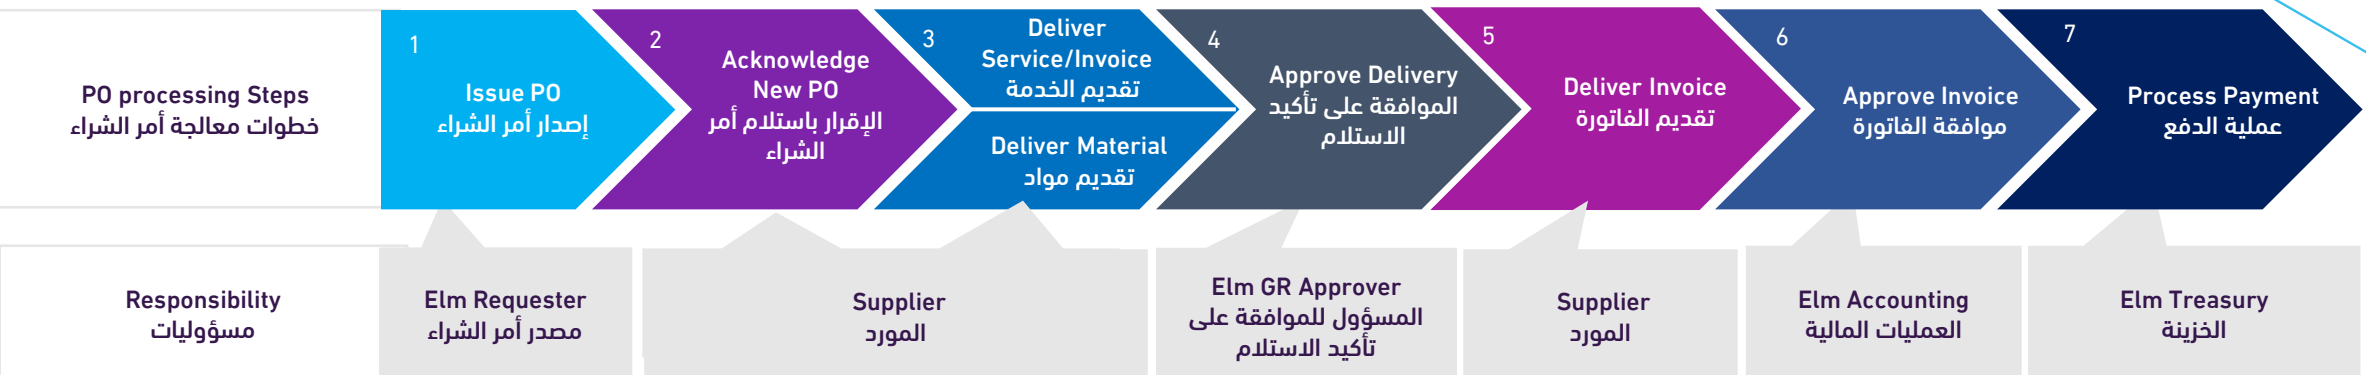 PO processing Steps
خطوات معالجة أمر الشراء
1
Issue PO
إصدار أمر الشراء
2
Acknowledge
New PO
الإقرار باستلام أمر
الشراء
3
Deliver
Service/Invoice
تقديم الخدمة
Deliver Material
تقديم مواد
4
Approve Delivery
الموافقة على تأكيد
الاستلام
5
Deliver Invoice
تقديم الفاتورة
6
Approve Invoice
موافقة الفاتورة
7
Process Payment
عملية الدفع
Responsibility
مسؤوليات
Elm Requester
مصدر أمر الشراء
Supplier
المورد
Elm GR Approver
المسؤول للموافقة على
تأكيد الاستلام
Supplier
المورد
Elm Accounting
العمليات المالية
Elm Treasury
الخزينة